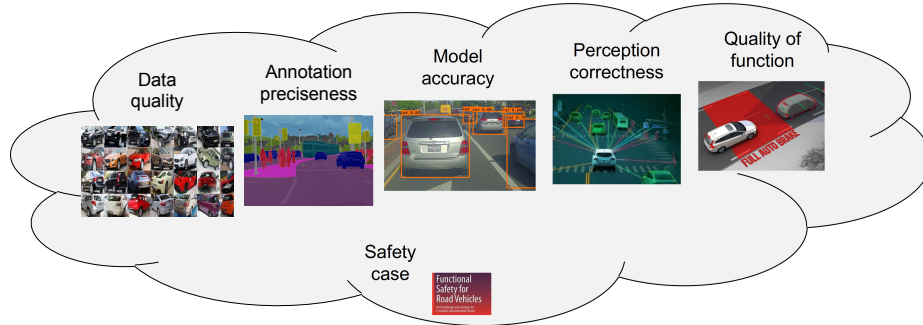 Data
quality
Annotation
preciseness
Model
accuracy
Perception
correctness
Quality of
function
FULL AUTO BRAKE
Safety
case
Functional
Safety for
Road Vehicles